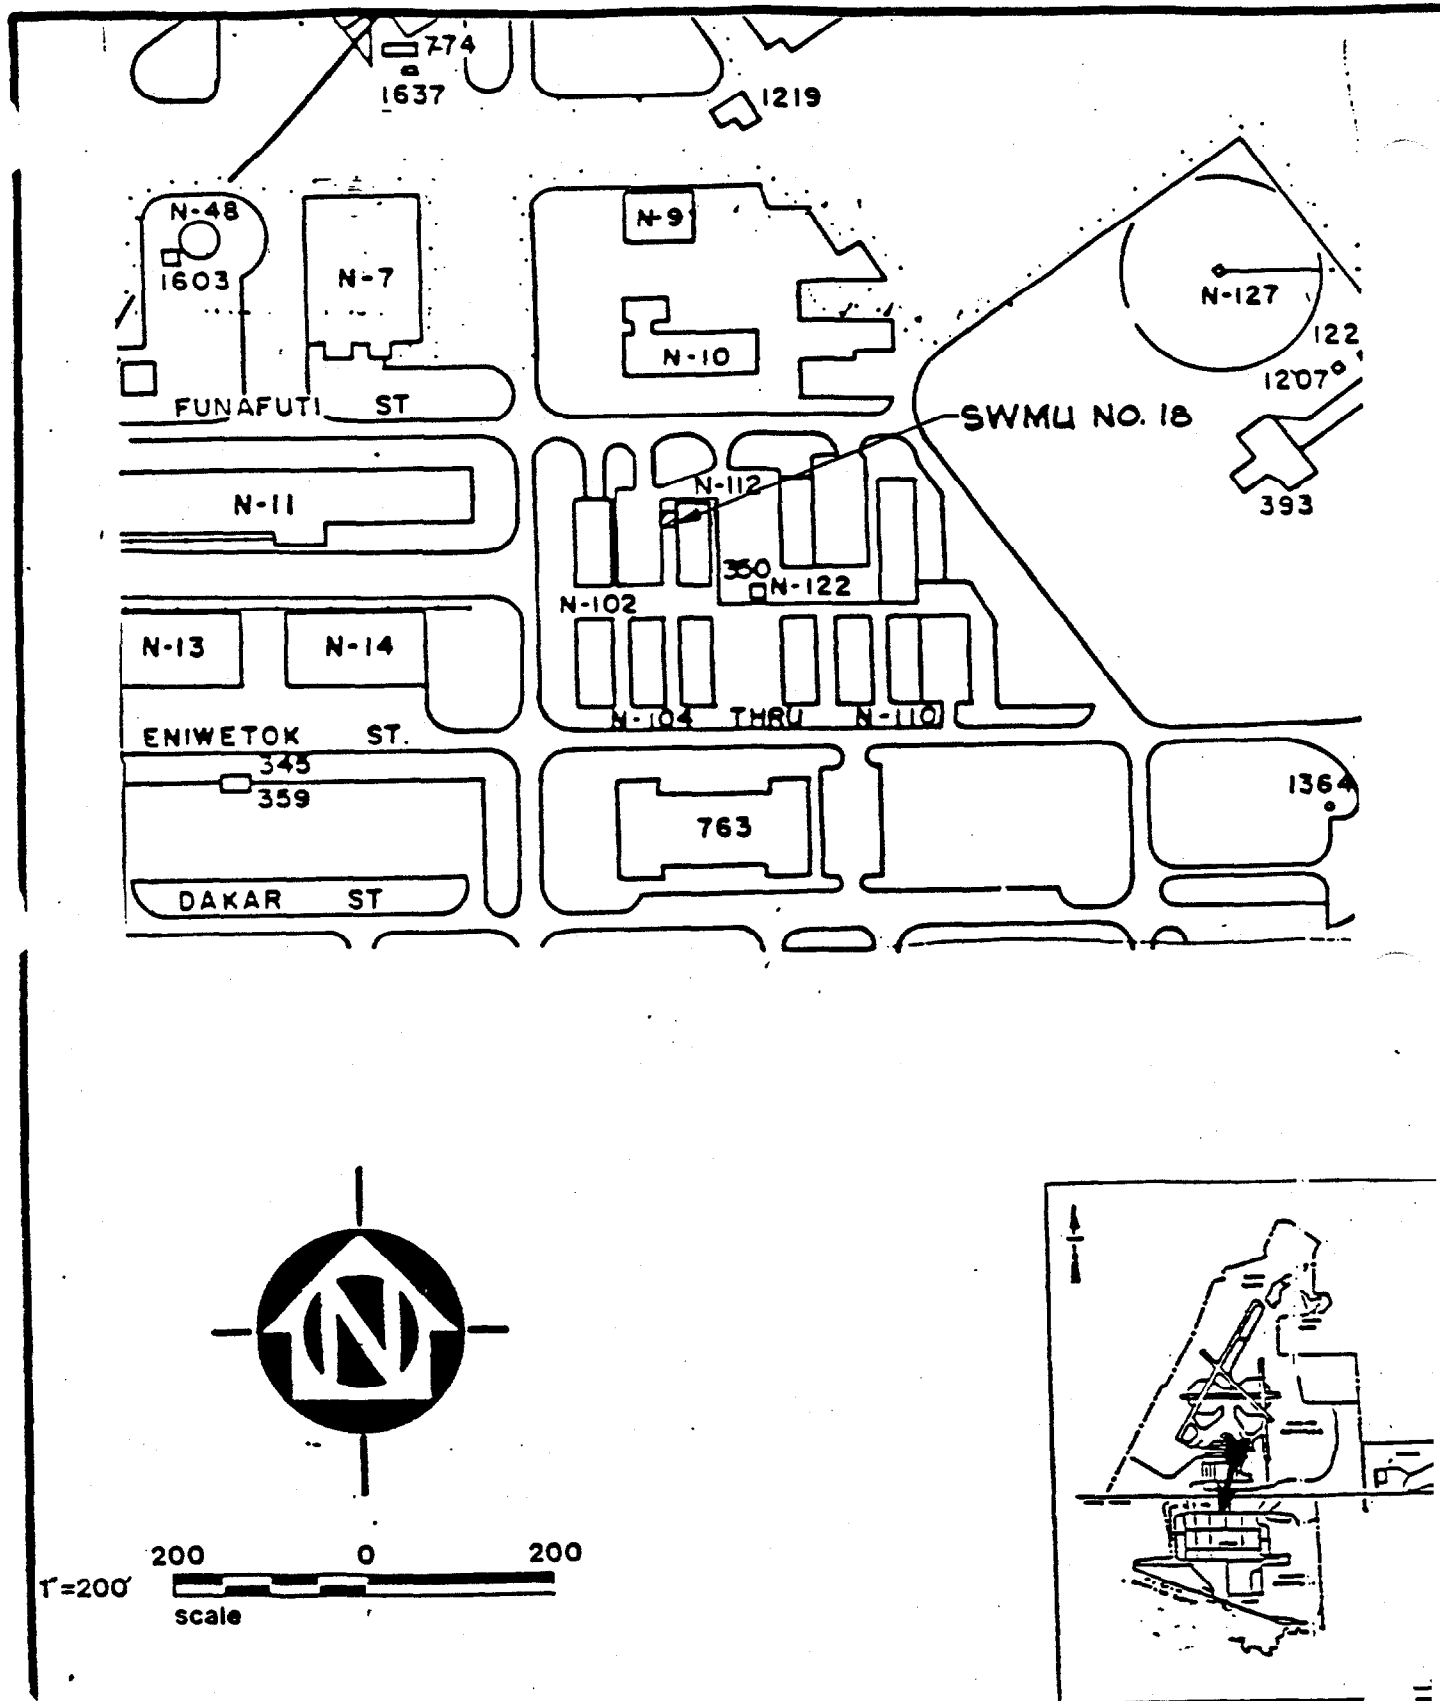 774
1637
1219
N-48
N-9
1603
N-7
N-127
N-10
122
1207
FUNAFUTI ST
SWMU NO. 18
N-11
N-112
393
350
N-122
N-102
N-13
N-14
N-104 THRU N-110
ENIWETOK ST.
345
359
1364
763
DAKAR ST
N
200 0 200
1"=200'
scale